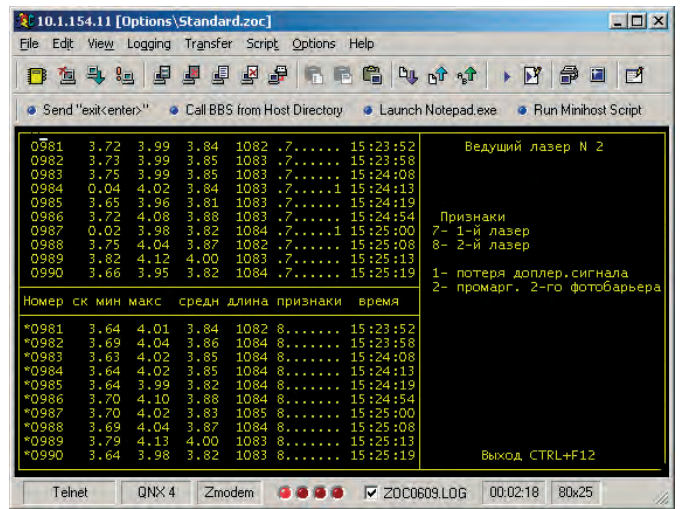 10.1.154.11 [Options\Standard.zoc]
File Edit View Logging Transfer Script Options Help
Send "exit<enter>" Call BBS from Host Directory Launch Notepad.exe Run Minihost Script
0981 3.72 3.99 3.84 1082 .7...... 15:23:52 Ведущий лазер N 2
0982 3.73 3.99 3.85 1083 .7...... 15:23:58
0983 3.75 3.99 3.85 1083 .7...... 15:24:08
0984 0.04 4.02 3.84 1083 .7.....1 15:24:13
0985 3.65 3.96 3.81 1083 .7...... 15:24:19
0986 3.72 4.08 3.88 1083 .7...... 15:24:54 Признаки
0987 0.02 3.98 3.82 1084 .7.....1 15:25:00 7- 1-й лазер
0988 3.75 4.04 3.87 1082 .7...... 15:25:08 8- 2-й лазер
0989 3.82 4.12 4.00 1083 .7...... 15:25:13
0990 3.66 3.95 3.82 1084 .7...... 15:25:19 1- потеря доплер.сигнала
2- промарг. 2-го фотобарьера
Номер ск мин макс средн длина признаки время
*0981 3.64 4.01 3.84 1082 8....... 15:23:52
*0982 3.69 4.04 3.86 1084 8....... 15:23:58
*0983 3.63 4.02 3.85 1084 8....... 15:24:08
*0984 3.64 4.02 3.85 1084 8....... 15:24:13
*0985 3.64 3.99 3.82 1084 8....... 15:24:19
*0986 3.70 4.10 3.88 1084 8....... 15:24:54
*0987 3.70 4.02 3.83 1085 8....... 15:25:00
*0988 3.69 4.04 3.87 1084 8....... 15:25:08
*0989 3.79 4.13 4.00 1083 8....... 15:25:13
*0990 3.64 3.98 3.82 1083 8....... 15:25:19 Выход CTRL+F12
Telnet QNX 4 Zmodem ZOC0609.LOG 00:02:18 80x25